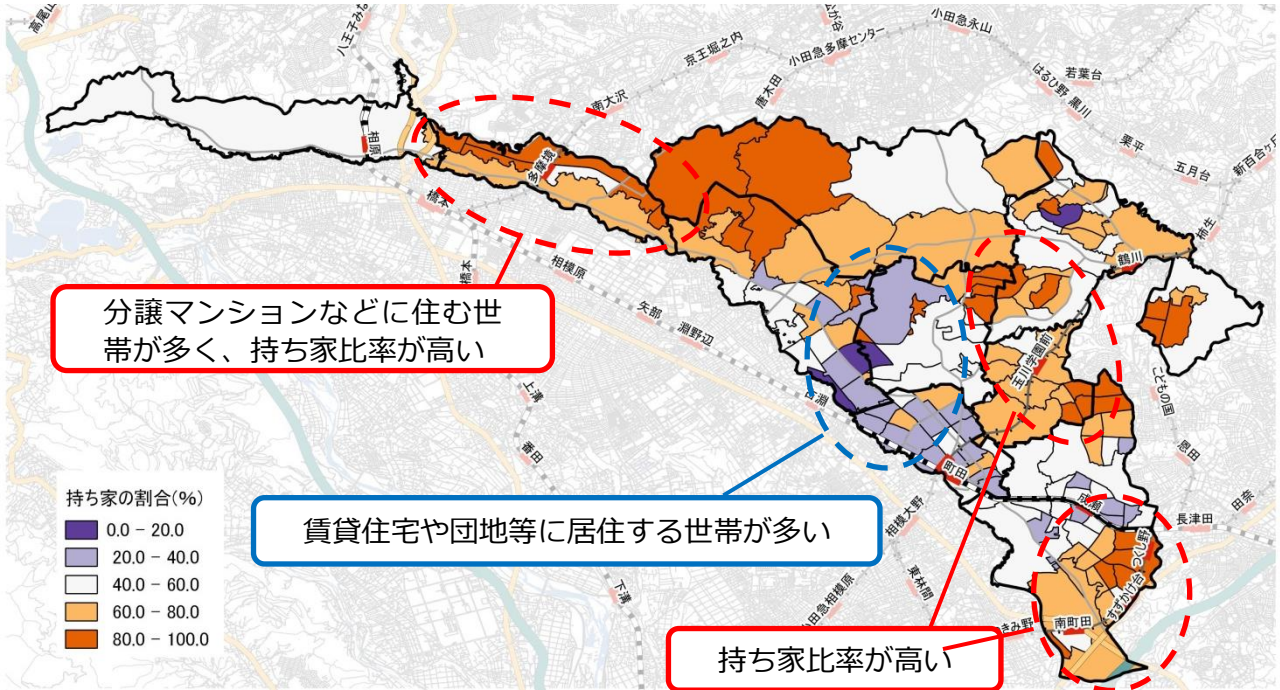 高尾山
八王子みな
小田急永山
京王堀之内
小田急多摩センター
若葉台
はるひ野
黒川
唐木田
南大沢
栗平
五月台
新百合ヶ丘
相原
多摩境
橋本
柿生
鶴川
相模原
橋本
分譲マンションなどに住む世
帯が多く、持ち家比率が高い
矢部
淵野辺
玉川学園前
こどもの国
上溝
古淵
番田
恩田
町田
田奈
持ち家の割合(%)
0.0 – 20.0
20.0 – 40.0
40.0 – 60.0
60.0 – 80.0
80.0 – 100.0
賃貸住宅や団地等に居住する世帯が多い
相模大野
成瀬
長津田
つくし野
東林間
下溝
小田急相模原
すずかけ台
きみ野
南町田
持ち家比率が高い